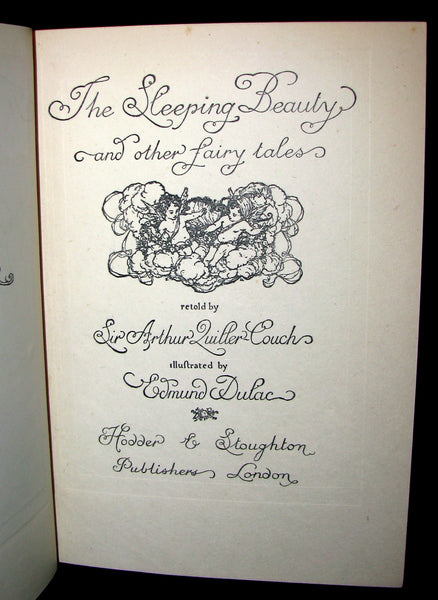 The Sleeping Beauty
and other fairy tales
retold by
Sir Arthur Quiller-Couch
illustrated by
Edmund Dulac
Hodder & Stoughton
Publishers London